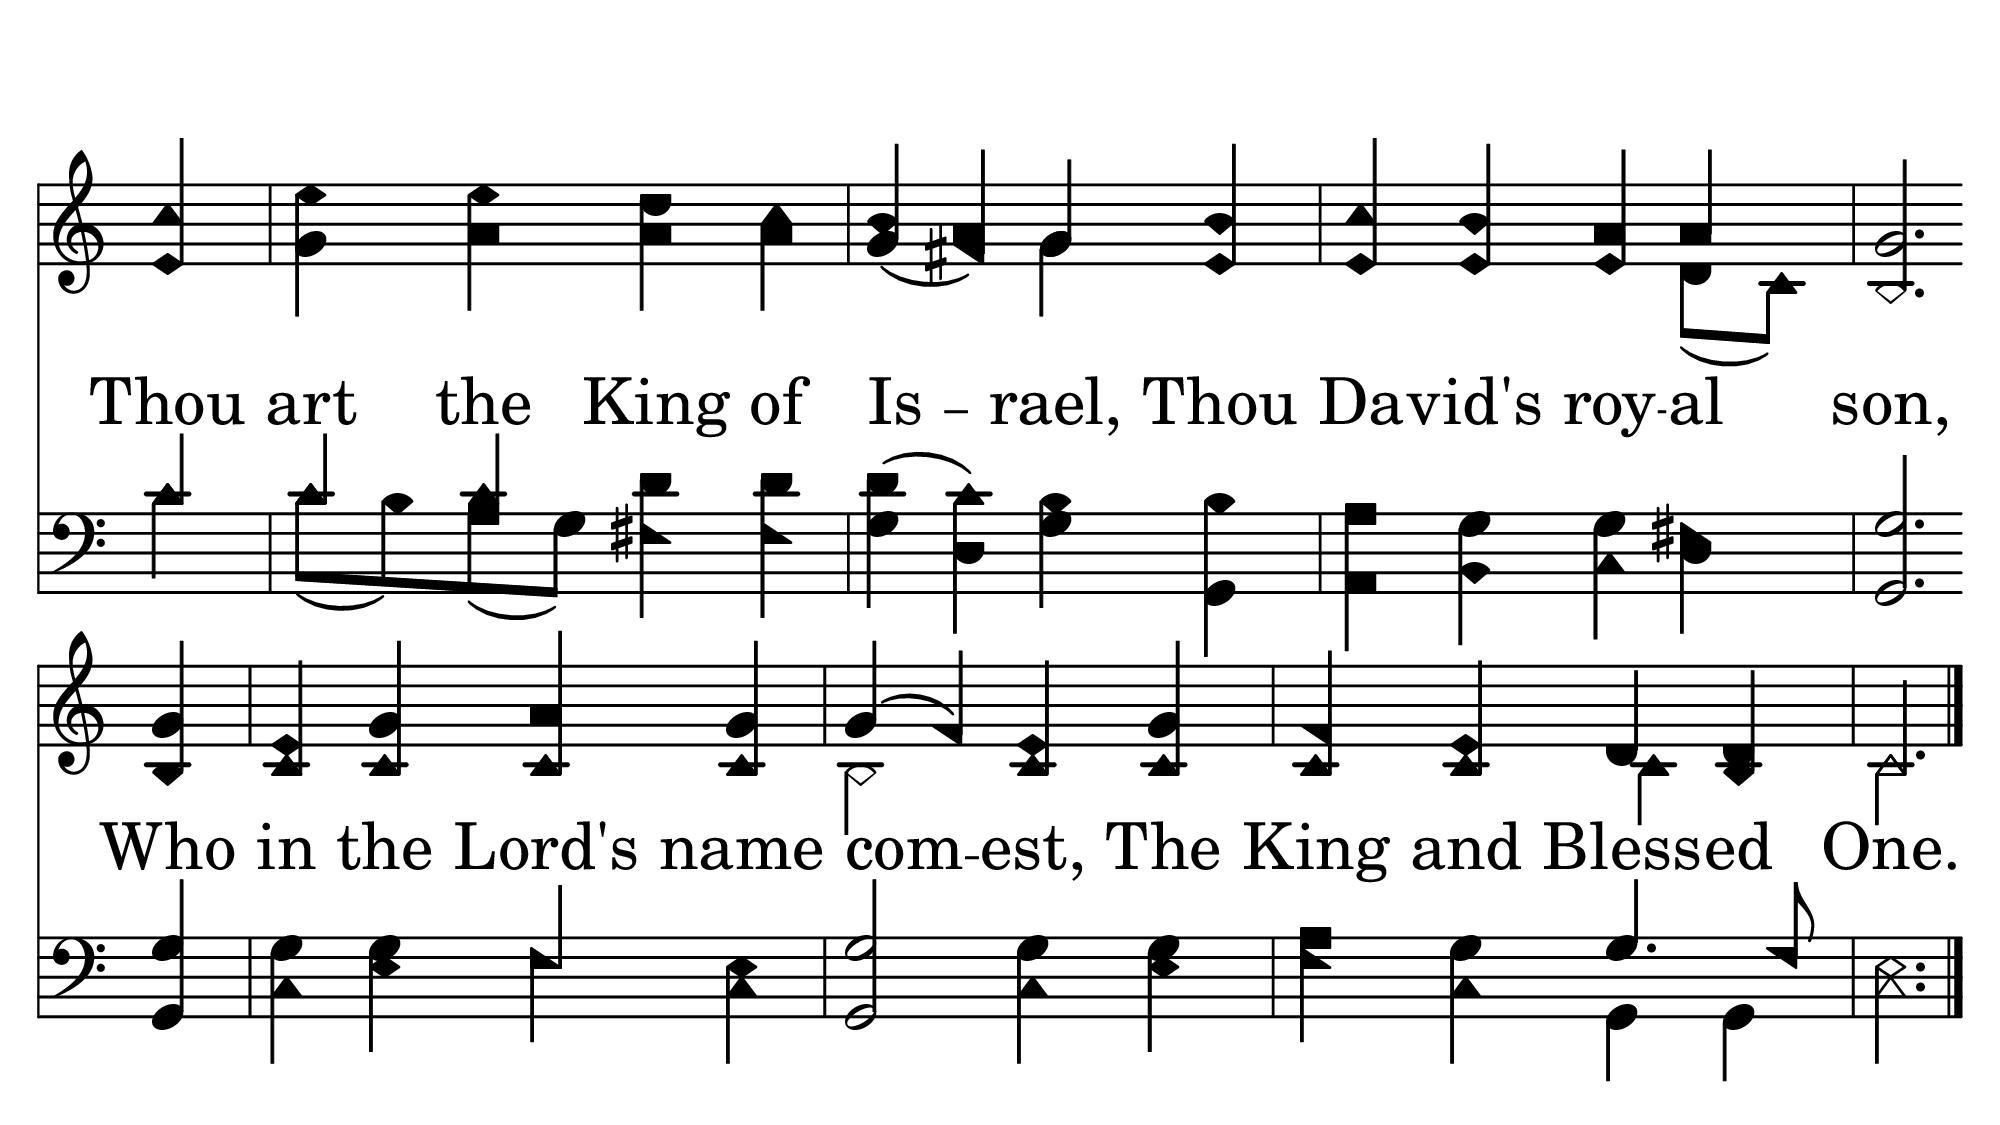 Thou art the King of Is – rael, Thou David's roy-al son,
Who in the Lord's name com-est, The King and Blessed One.